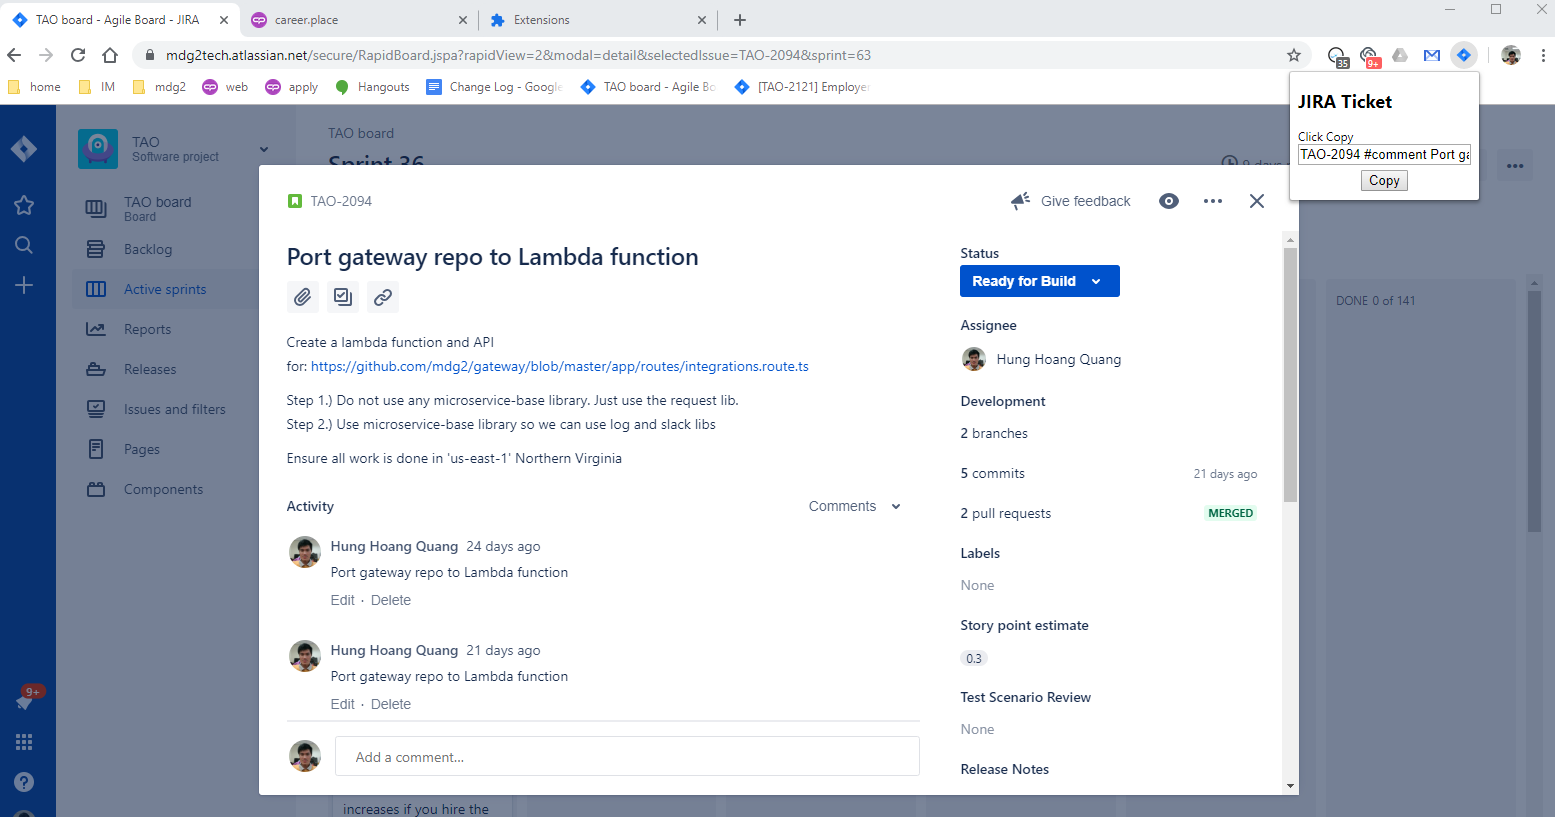 TAO board - Agile Board - JIRA
career.place
Extensions
mdg2tech.atlassian.net/secure/RapidBoard.jspa?rapidView=2&modal=detail&selectedIssue=TAO-2094&sprint=63
35
9+
home
IM
mdg2
cp web
cp apply
Hangouts
Change Log - Google
TAO board - Agile Bo
[TAO-2121] Employer
JIRA Ticket
Click Copy
TAO-2094 #comment Port ga
Copy
TAO
Software project
TAO board
Board
Backlog
Active sprints
Reports
Releases
Issues and filters
Pages
Components
9+
TAO board
Sprint 36
9 days
DONE 0 of 141
TAO-2094
Give feedback
Port gateway repo to Lambda function
Create a lambda function and API
for: https://github.com/mdg2/gateway/blob/master/app/routes/integrations.route.ts
Step 1.) Do not use any microservice-base library. Just use the request lib.
Step 2.) Use microservice-base library so we can use log and slack libs
Ensure all work is done in 'us-east-1' Northern Virginia
Activity
Comments
Hung Hoang Quang 24 days ago
Port gateway repo to Lambda function
Edit · Delete
Hung Hoang Quang 21 days ago
Port gateway repo to Lambda function
Edit · Delete
Add a comment...
Status
Ready for Build
Assignee
Hung Hoang Quang
Development
2 branches
5 commits
21 days ago
2 pull requests
MERGED
Labels
None
Story point estimate
0.3
Test Scenario Review
None
Release Notes
increases if you hire the